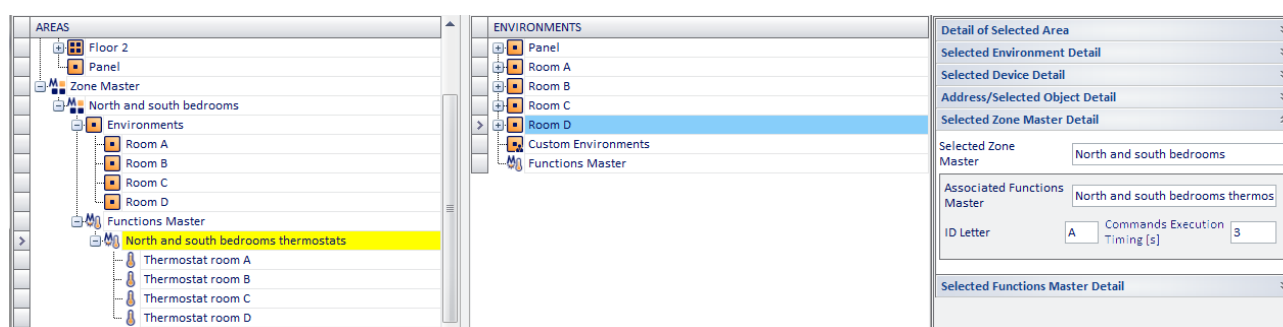 AREAS
Floor 2
Panel
Zone Master
North and south bedrooms
Environments
Room A
Room B
Room C
Room D
Functions Master
North and south bedrooms thermostats
Thermostat room A
Thermostat room B
Thermostat room C
Thermostat room D
ENVIRONMENTS
Panel
Room A
Room B
Room C
Room D
Custom Environments
Functions Master
Detail of Selected Area
Selected Environment Detail
Selected Device Detail
Address/Selected Object Detail
Selected Zone Master Detail
Selected Zone
Master
North and south bedrooms
Associated Functions
Master
North and south bedrooms thermos
ID Letter
A
Commands Execution
Timing [s]
3
Selected Functions Master Detail